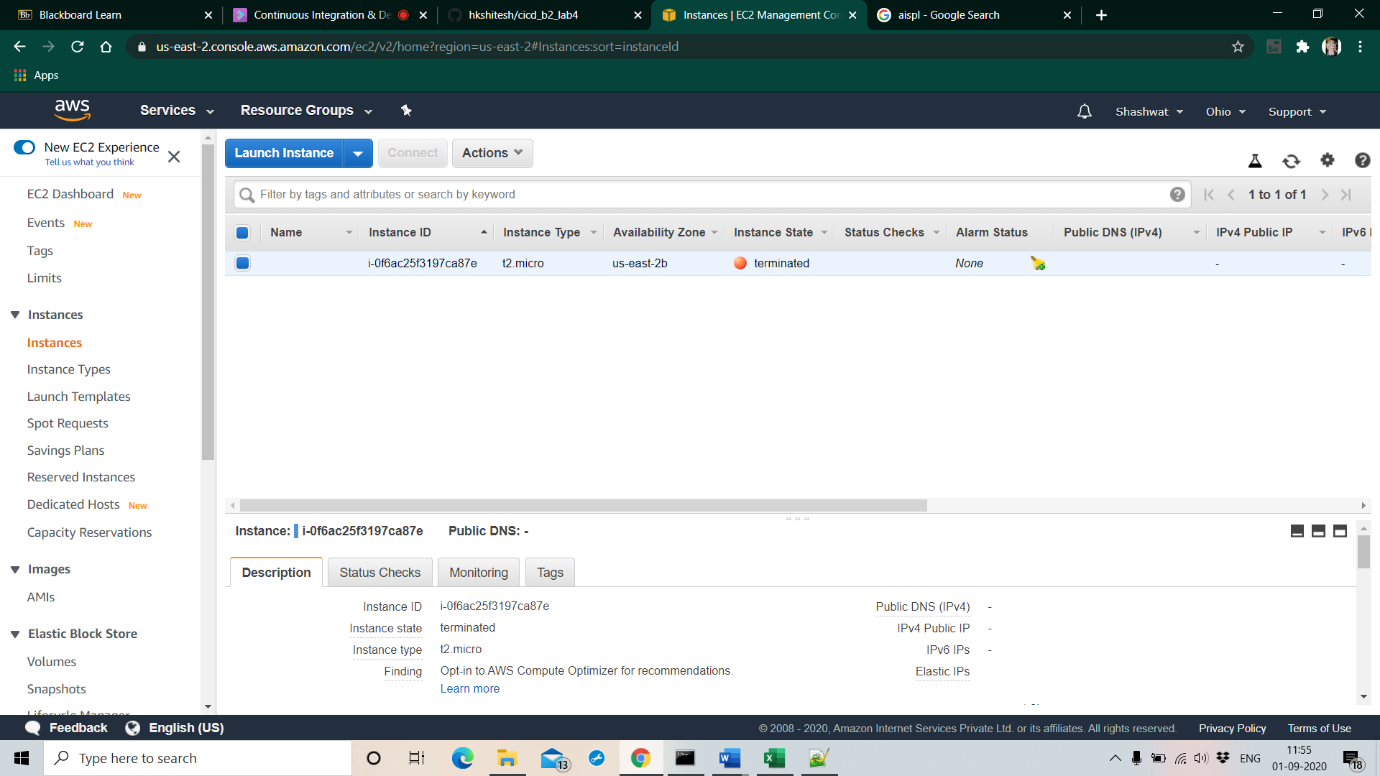 Blackboard Learn
Continuous Integration & De
hkshitesh/cicd_b2_lab4
Instances | EC2 Management Con
aispl - Google Search
us-east-2.console.aws.amazon.com/ec2/v2/home?region=us-east-2#Instances:sort=instanceId
Apps
aws Services Resource Groups Shashwat Ohio Support
New EC2 Experience
Tell us what you think
EC2 Dashboard New
Events New
Tags
Limits
Instances
Instances
Instance Types
Launch Templates
Spot Requests
Savings Plans
Reserved Instances
Dedicated Hosts New
Capacity Reservations
Images
AMIs
Elastic Block Store
Volumes
Snapshots
Lifecycle Manager
Launch Instance Connect Actions
Filter by tags and attributes or search by keyword
1 to 1 of 1
Name Instance ID Instance Type Availability Zone Instance State Status Checks Alarm Status Public DNS (IPv4) IPv4 Public IP IPv6 I
i-0f6ac25f3197ca87e t2.micro us-east-2b terminated None - -
Instance: i-0f6ac25f3197ca87e Public DNS: -
Description Status Checks Monitoring Tags
Instance ID i-0f6ac25f3197ca87e Public DNS (IPv4) -
Instance state terminated IPv4 Public IP -
Instance type t2.micro IPv6 IPs -
Finding Opt-in to AWS Compute Optimizer for recommendations. Elastic IPs
Learn more
Feedback English (US) © 2008 - 2020, Amazon Internet Services Private Ltd. or its affiliates. All rights reserved. Privacy Policy Terms of Use
Type here to search
13
ENG
11:55
01-09-2020
18